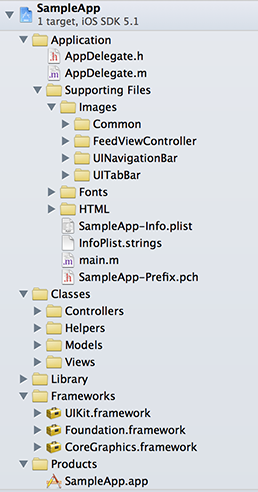 SampleApp
1 target, iOS SDK 5.1
Application
AppDelegate.h
AppDelegate.m
Supporting Files
Images
Common
FeedViewController
UINavigationBar
UITabBar
Fonts
HTML
SampleApp-Info.plist
InfoPlist.strings
main.m
SampleApp-Prefix.pch
Classes
Controllers
Helpers
Models
Views
Library
Frameworks
UIKit.framework
Foundation.framework
CoreGraphics.framework
Products
SampleApp.app